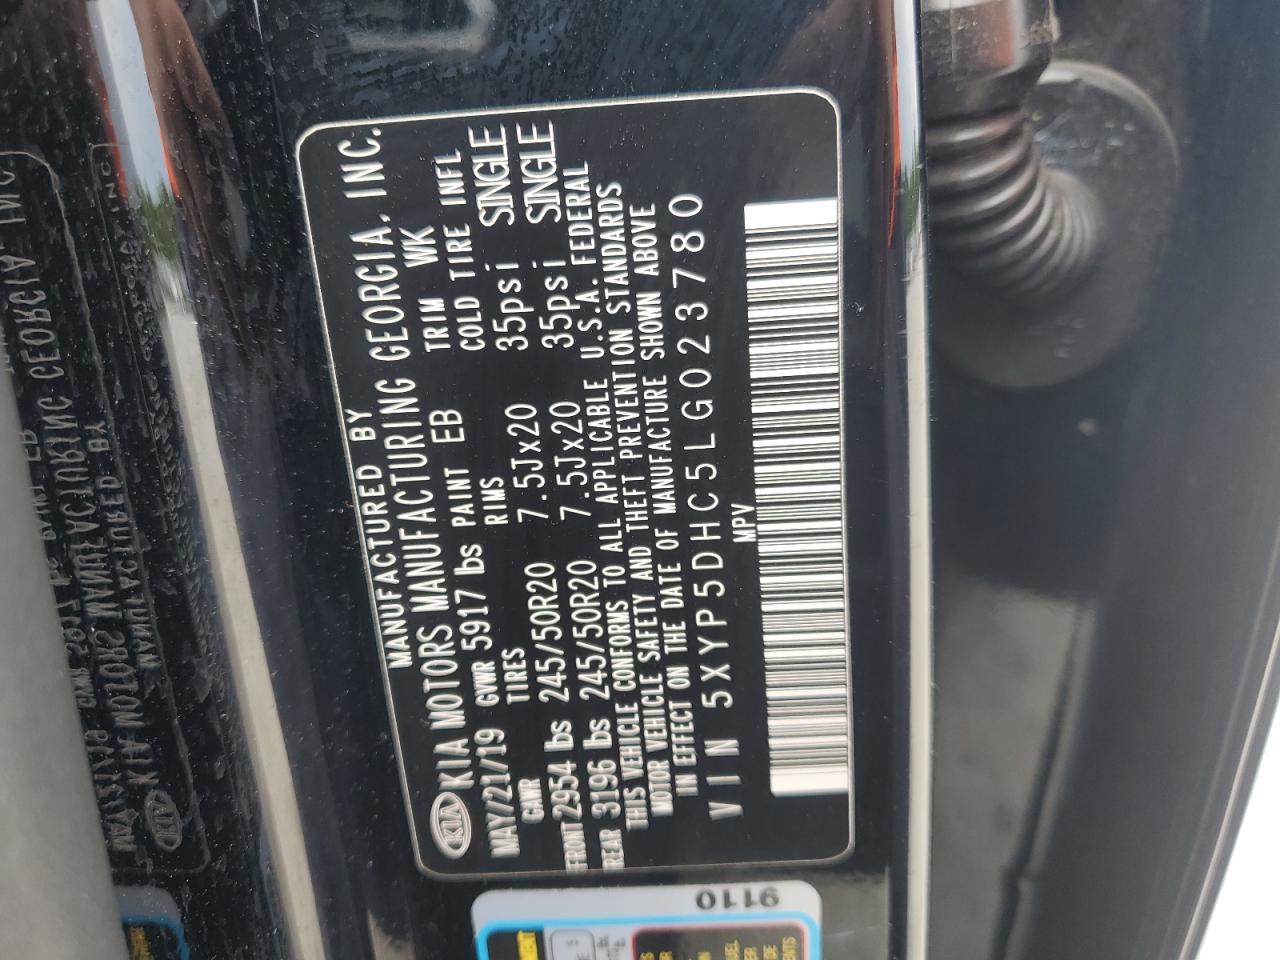 MANUFACTURED BY
KIA KIA MOTORS MANUFACTURING GEORGIA, INC.
MAY/21/19 GVWR 5917 lbs PAINT EB TRIM WK
GAWR TIRES RIMS COLD TIRE INFL
FRONT 2954 lbs 245/50R20 7.5Jx20 35psi SINGLE
REAR 3196 lbs 245/50R20 7.5Jx20 35psi SINGLE
THIS VEHICLE CONFORMS TO ALL APPLICABLE U.S.A. FEDERAL
MOTOR VEHICLE SAFETY AND THEFT PREVENTION STANDARDS
IN EFFECT ON THE DATE OF MANUFACTURE SHOWN ABOVE
VIN 5XYP5DHC5LG023780
MPV
9110